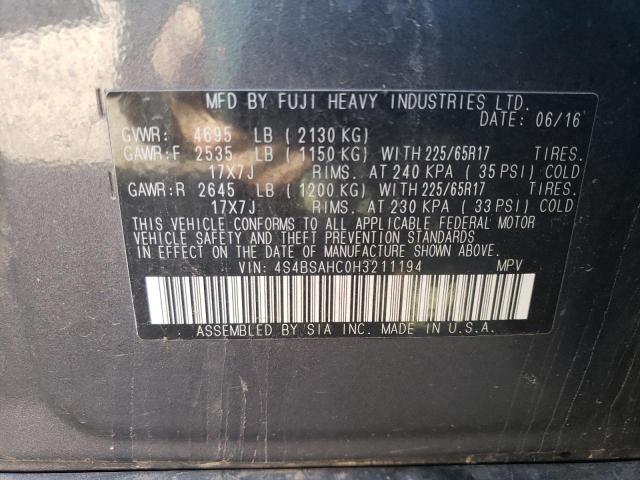 MFD BY FUJI HEAVY INDUSTRIES LTD.
DATE: 06/16
GVWR: 4695 LB ( 2130 KG)
GAWR:F 2535 LB ( 1150 KG) WITH 225/65R17 TIRES.
17X7J RIMS. AT 240 KPA ( 35 PSI) COLD
GAWR:R 2645 LB ( 1200 KG) WITH 225/65R17 TIRES.
17X7J RIMS. AT 230 KPA ( 33 PSI) COLD
THIS VEHICLE CONFORMS TO ALL APPLICABLE FEDERAL MOTOR
VEHICLE SAFETY AND THEFT PREVENTION STANDARDS
IN EFFECT ON THE DATE OF MANUFACTURE SHOWN ABOVE.
VIN: 4S4BSAHC0H3211194 MPV
ASSEMBLED BY SIA INC. MADE IN U.S.A.